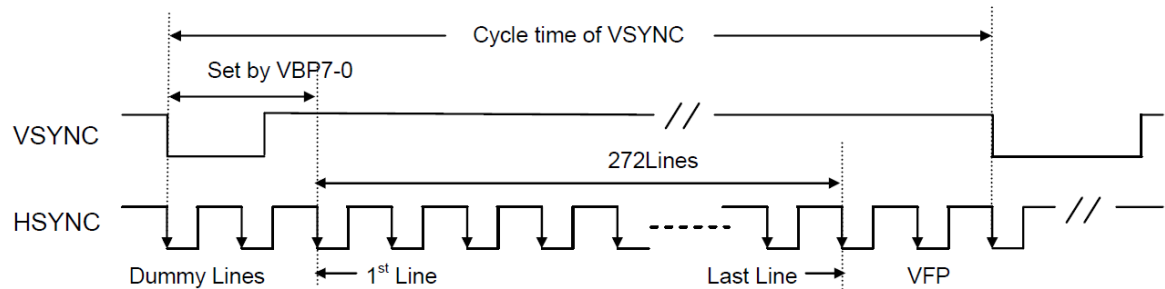 Cycle time of VSYNC
Set by VBP7-0
VSYNC
272Lines
HSYNC
Dummy Lines
1st Line
Last Line
VFP